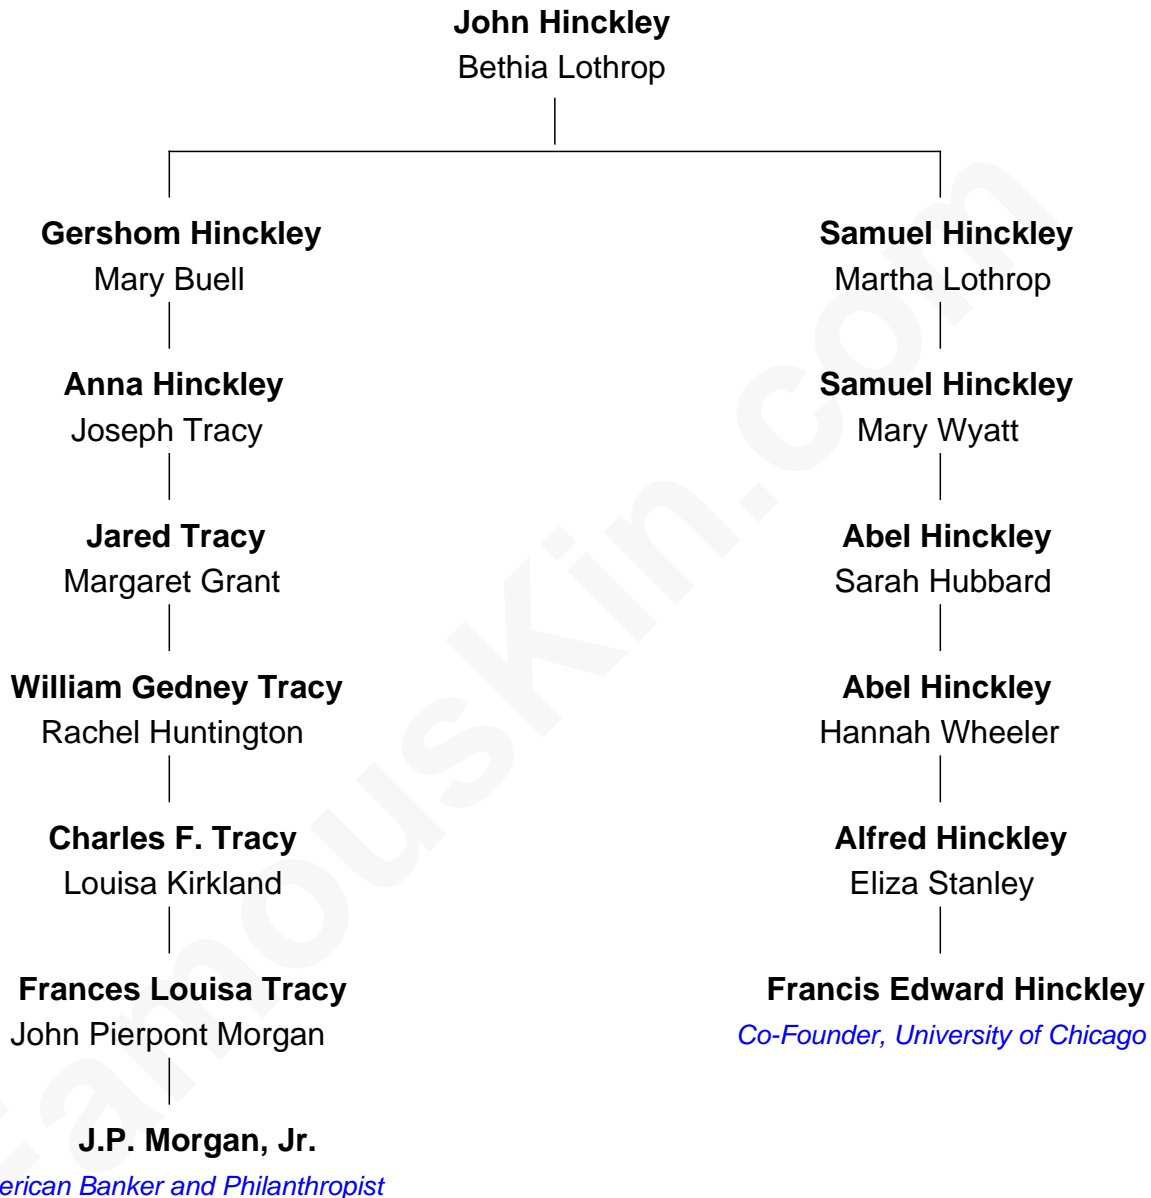 John Hinckley
Bethia Lothrop
Gershom Hinckley
Mary Buell
Samuel Hinckley
Martha Lothrop
Anna Hinckley
Joseph Tracy
Samuel Hinckley
Mary Wyatt
Jared Tracy
Margaret Grant
Abel Hinckley
Sarah Hubbard
William Gedney Tracy
Rachel Huntington
Abel Hinckley
Hannah Wheeler
Charles F. Tracy
Louisa Kirkland
Alfred Hinckley
Eliza Stanley
Frances Louisa Tracy
John Pierpont Morgan
Francis Edward Hinckley
Co-Founder, University of Chicago
J.P. Morgan, Jr.
erican Banker and Philanthropist
FamousKin.com